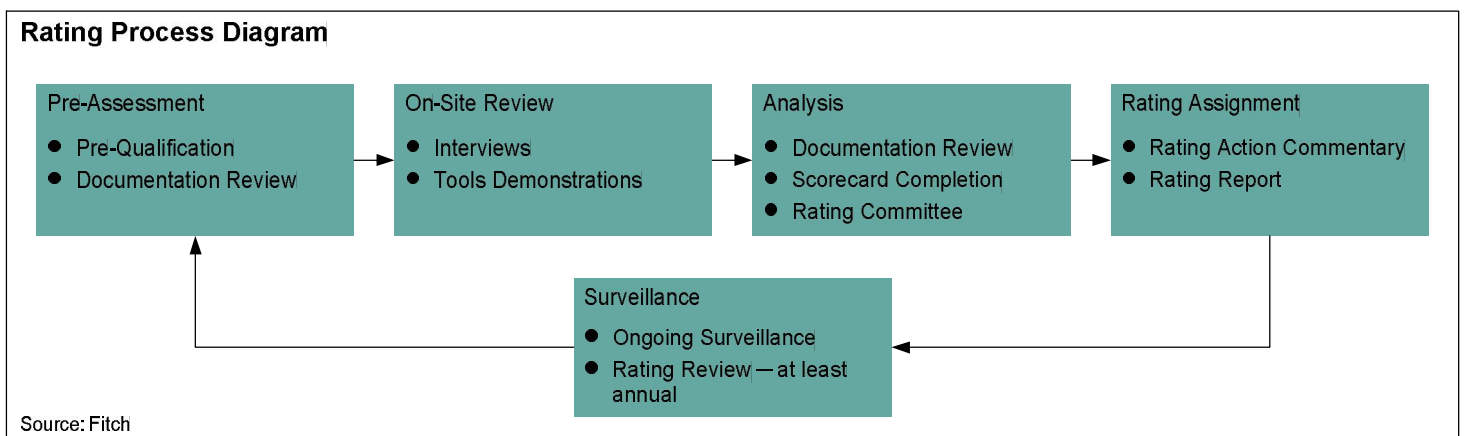 Rating Process Diagram
Pre-Assessment
● Pre-Qualification
● Documentation Review
On-Site Review
● Interviews
● Tools Demonstrations
Analysis
● Documentation Review
● Scorecard Completion
● Rating Committee
Rating Assignment
● Rating Action Commentary
● Rating Report
Surveillance
● Ongoing Surveillance
● Rating Review — at least
annual
Source: Fitch